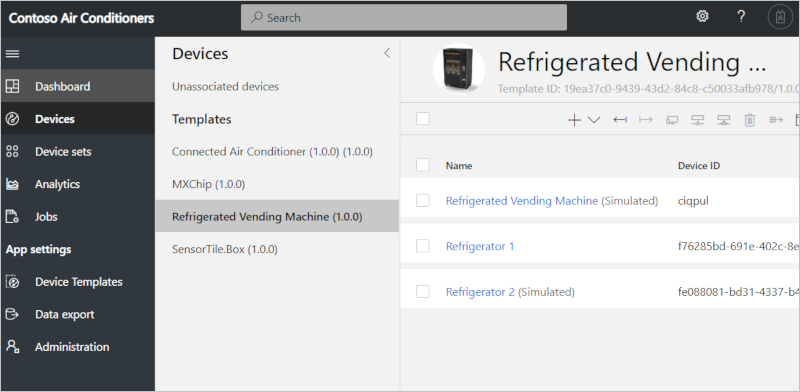 Contoso Air Conditioners
Search
?
Dashboard
Devices
Device sets
Analytics
Jobs
App settings
Device Templates
Data export
Administration
Devices
Unassociated devices
Templates
Connected Air Conditioner (1.0.0) (1.0.0)
MXChip (1.0.0)
Refrigerated Vending Machine (1.0.0)
SensorTile.Box (1.0.0)
Refrigerated Vending ...
Template ID: 19ea37c0-9439-43d2-84c8-c50033afb978/1.0.0
Name Device ID
Refrigerated Vending Machine (Simulated) ciqpul
Refrigerator 1 f76285bd-691e-402c-8e
Refrigerator 2 (Simulated) fe088081-bd31-4337-b4